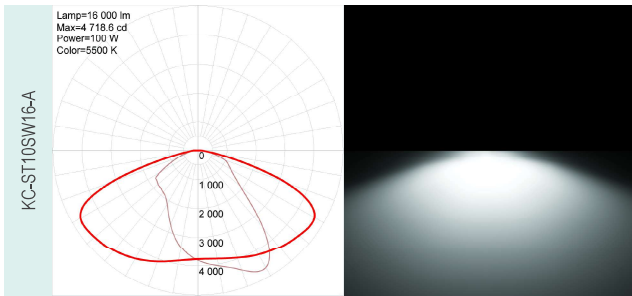 KC-ST10SW16-A
Lamp=16 000 lm
Max=4 718.6 cd
Power=100 W
Color=5500 K
0
1 000
2 000
3 000
4 000